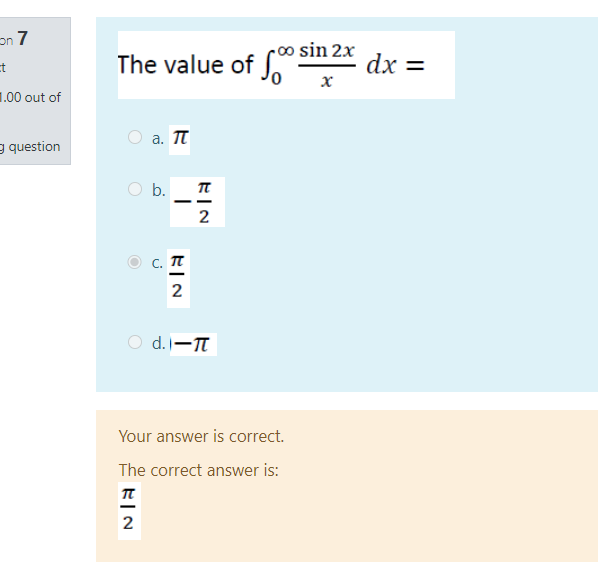 on 7
ct
1.00 out of
g question
The value of ∫₀^∞ sin 2x / x dx =
a. π
b. −π/2
c. π/2
d. −π
Your answer is correct.
The correct answer is:
π/2